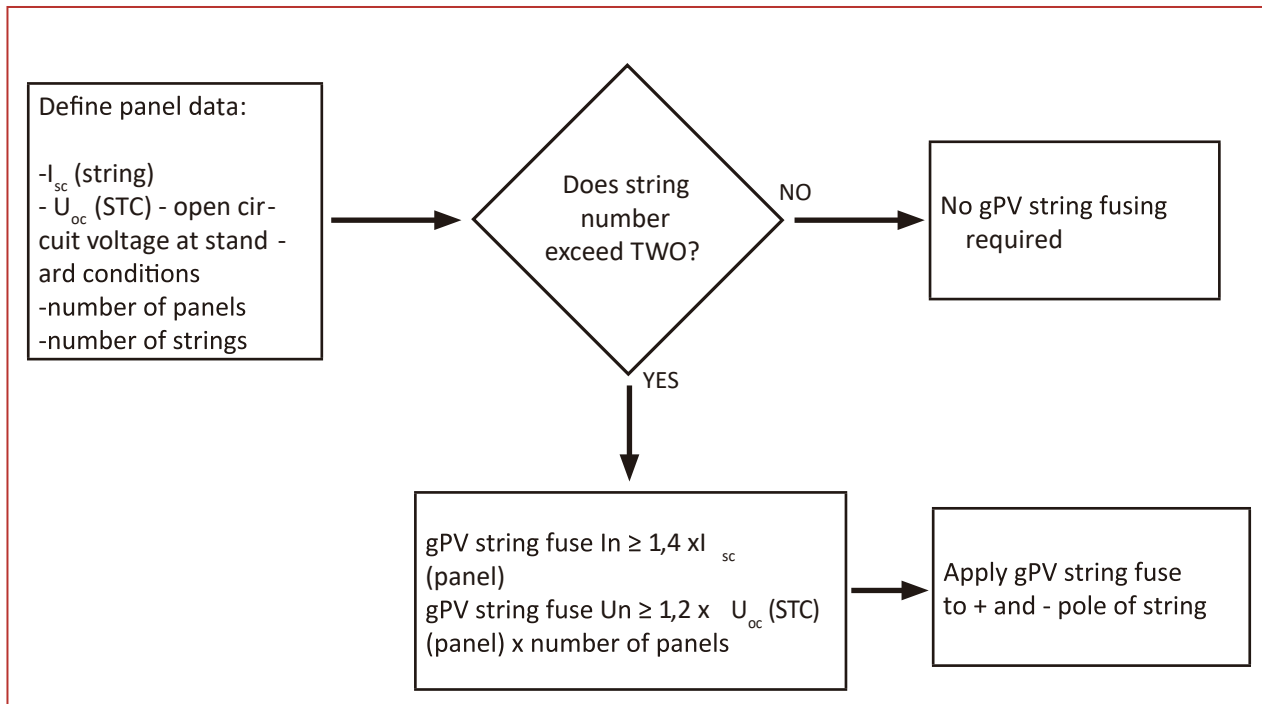 Define panel data:
-Isc (string)
- Uoc (STC) - open cir-
cuit voltage at stand -
ard conditions
-number of panels
-number of strings
Does string
number
exceed TWO?
NO
No gPV string fusing
required
YES
gPV string fuse In ≥ 1,4 xI sc
(panel)
gPV string fuse Un ≥ 1,2 x Uoc (STC)
(panel) x number of panels
Apply gPV string fuse
to + and - pole of string